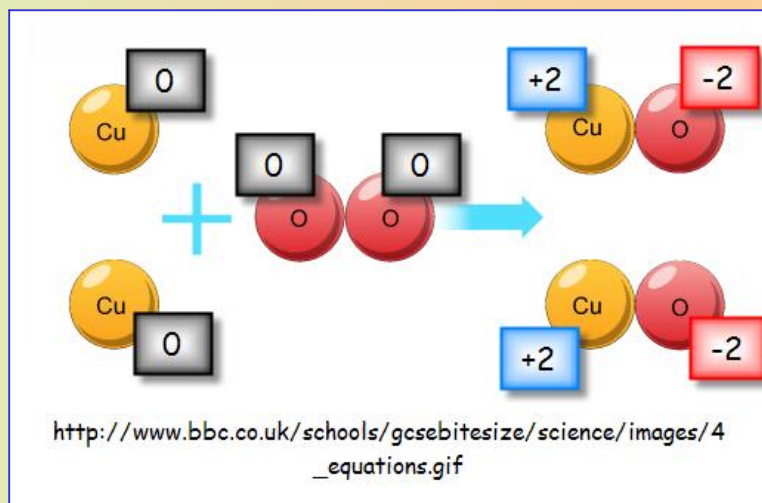 0
+2
-2
Cu
Cu
O
0
0
O
O
Cu
Cu
O
0
+2
-2
http://www.bbc.co.uk/schools/gcsebitesize/science/images/4
_equations.gif